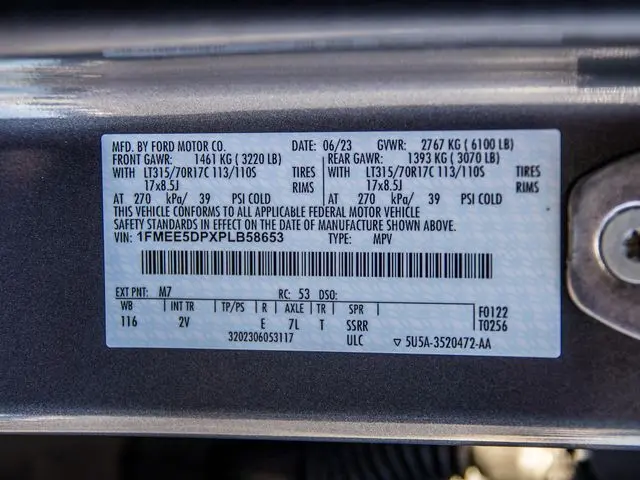 MFD. BY FORD MOTOR CO. 06/23 GVWR: 2767 KG ( 6100 LB)
FRONT GAWR: 1461 KG ( 3220 LB) REAR GAWR: 1393 KG ( 3070 LB)
WITH LT315/70R17C 113/110S TIRES WITH LT315/70R17C 113/110S TIRES
17x8.5J RIMS 17x8.5J RIMS
AT 270 kPa/ 39 PSI COLD AT 270 kPa/ 39 PSI COLD
THIS VEHICLE CONFORMS TO ALL APPLICABLE FEDERAL MOTOR VEHICLE
SAFETY STANDARDS IN EFFECT ON THE DATE OF MANUFACTURE SHOWN ABOVE.
VIN: 1FMEE5DPXPLB58653 TYPE: MPV
EXT PNT: M7 RC: 53 DSO:
WB INT TR TP/PS R AXLE TR SPR F0122
116 2V E 7L T SSRR T0256
3202306053117 ULC ▽ 5U5A-3520472-AA